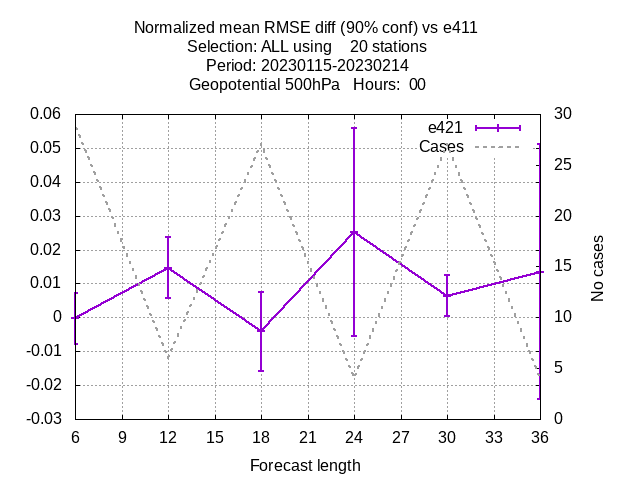 Normalized mean RMSE diff (90% conf) vs e411
Selection: ALL using    20 stations
Period: 20230115-20230214
Geopotential 500hPa   Hours:  00
e421
Cases
0.06
0.05
0.04
0.03
0.02
0.01
0
-0.01
-0.02
-0.03
30
25
20
15
10
5
0
No cases
6 9 12 15 18 21 24 27 30 33 36
Forecast length